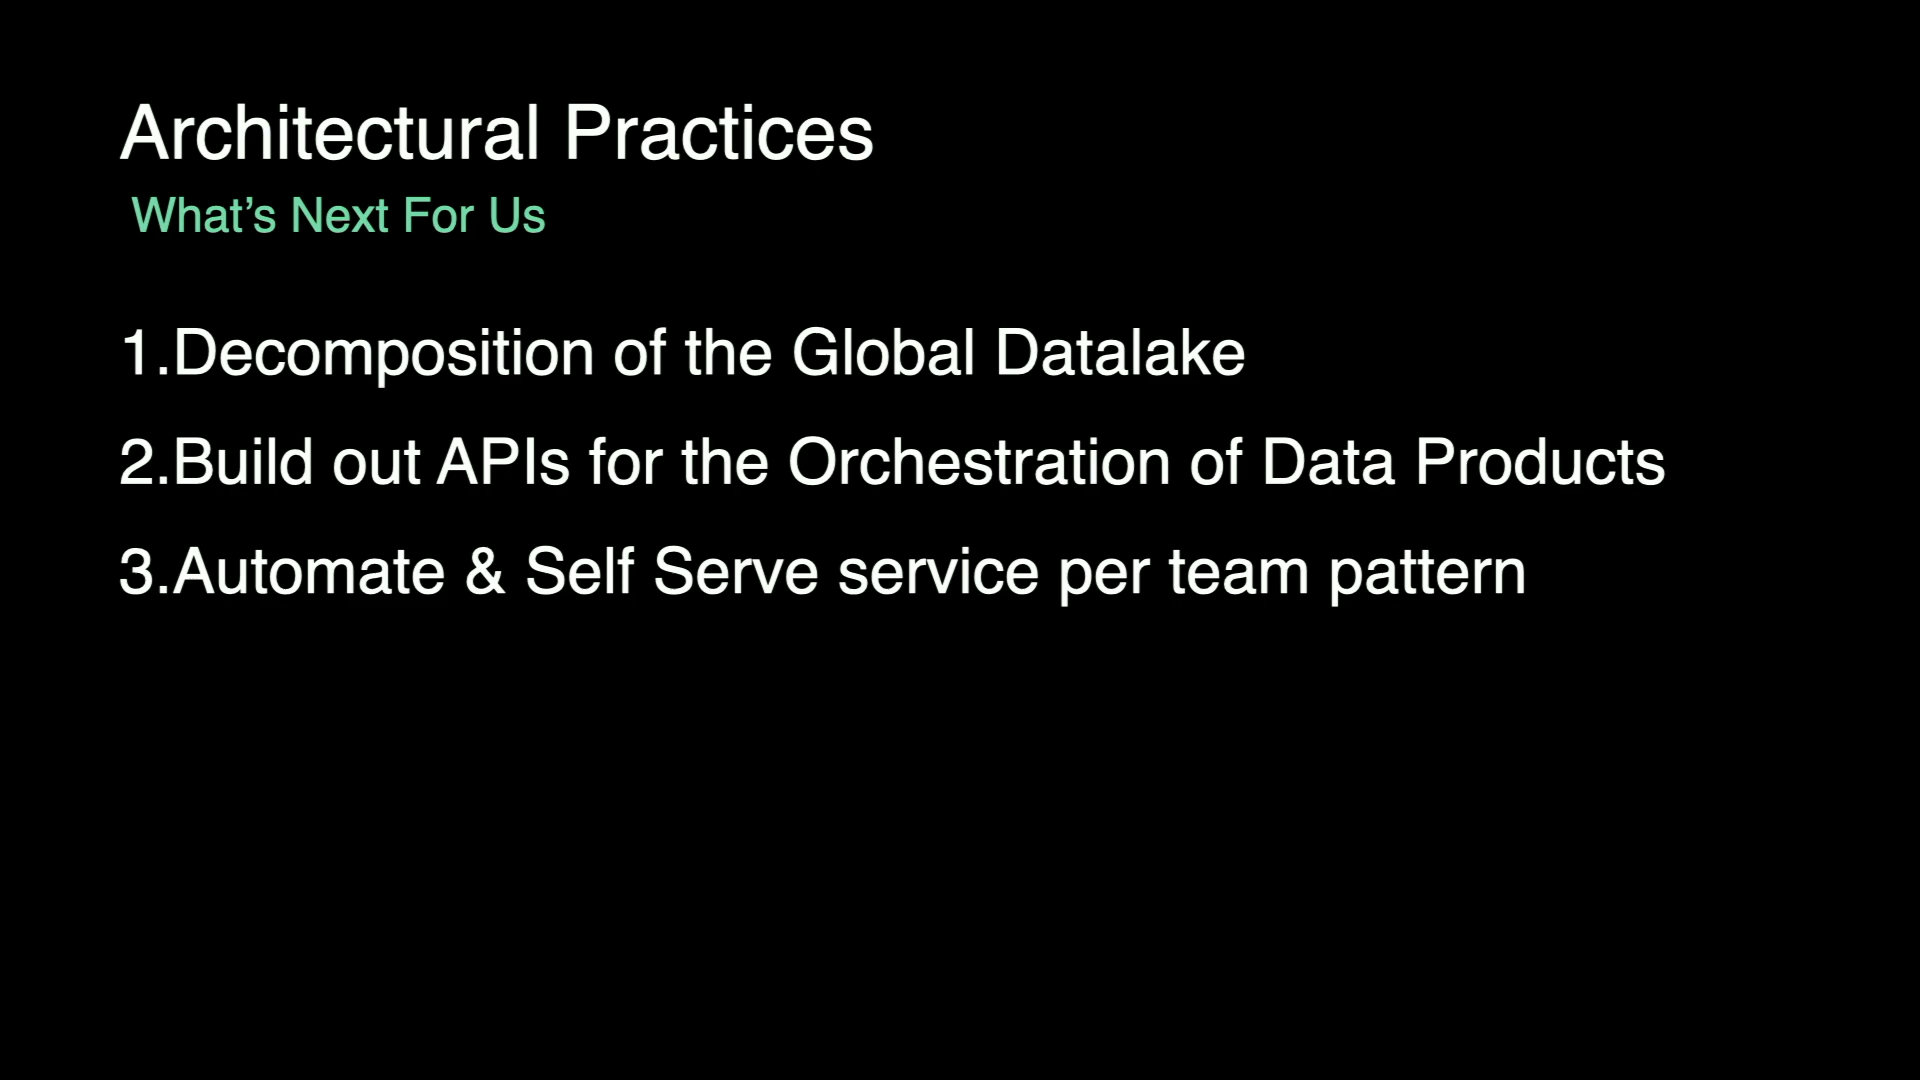 Architectural Practices
What’s Next For Us
1.Decomposition of the Global Datalake
2.Build out APIs for the Orchestration of Data Products
3.Automate & Self Serve service per team pattern